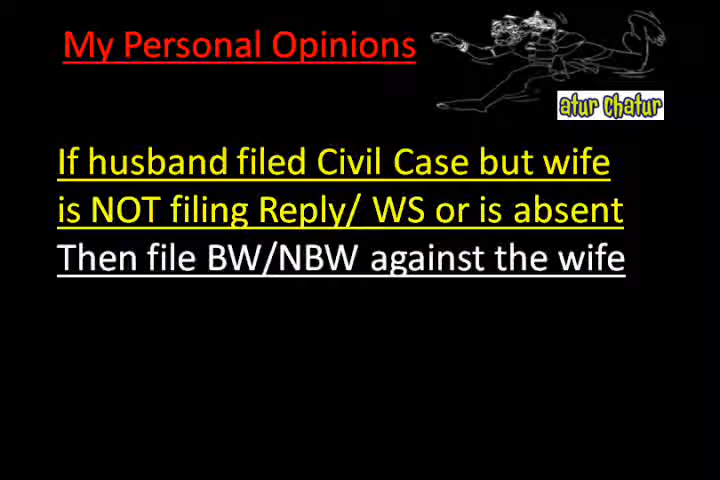 My Personal Opinions
atur chatur
If husband filed Civil Case but wife
is NOT filing Reply/ WS or is absent
Then file BW/NBW against the wife